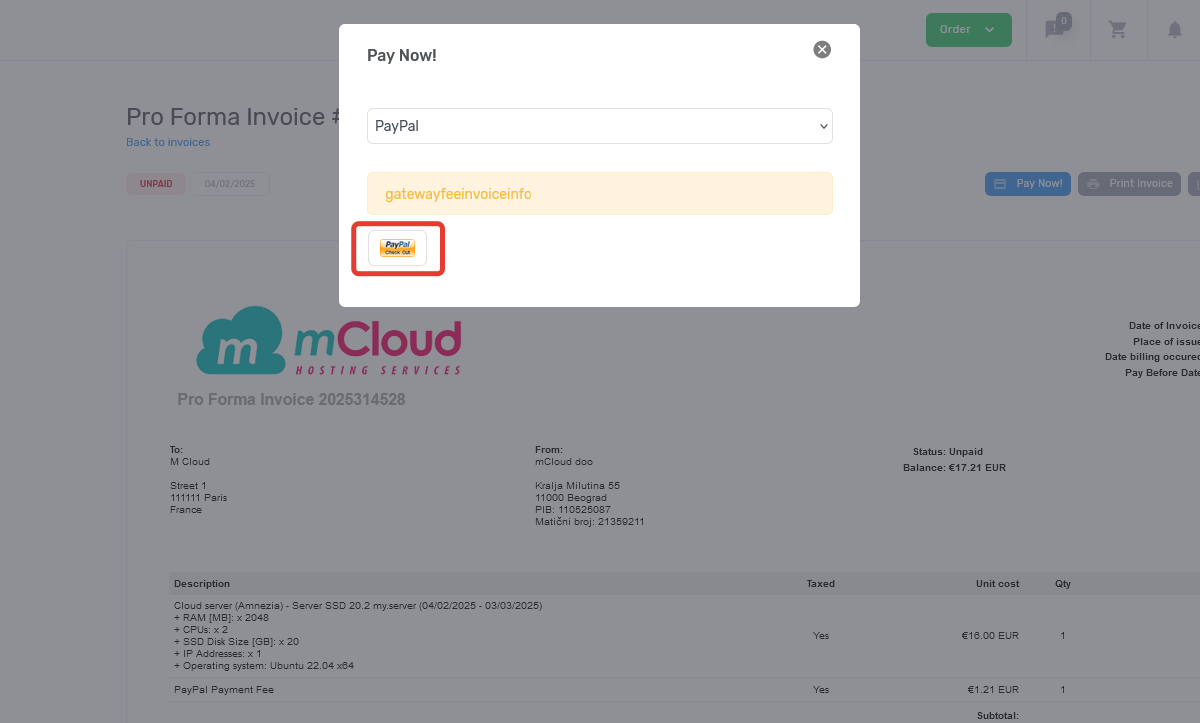 Order
0
Pay Now!
PayPal
gatewayfeeinvoiceinfo
PayPal
Check Out
Pro Forma Invoice #
Back to invoices
UNPAID
04/02/2025
Pay Now!
Print Invoice
m mCloud
HOSTING SERVICES
Pro Forma Invoice 2025314528
Date of Invoice
Place of issue
Date billing occured
Pay Before Date
To:
M Cloud
Street 1
111111 Paris
France
From:
mCloud doo
Kralja Milutina 55
11000 Beograd
PIB: 110525087
Matični broj: 21359211
Status: Unpaid
Balance: €17.21 EUR
Description Taxed Unit cost Qty
Cloud server (Amnezia) - Server SSD 20.2 my.server (04/02/2025 - 03/03/2025)
+ RAM [MB]: x 2048
+ CPUs: x 2
+ SSD Disk Size [GB]: x 20
+ IP Addresses: x 1
+ Operating system: Ubuntu 22.04 x64
Yes €16.00 EUR 1
PayPal Payment Fee Yes €1.21 EUR 1
Subtotal: